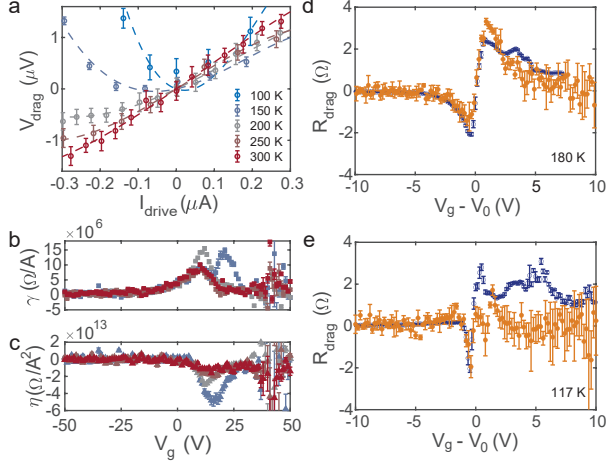 a
V_drag (μV)
1
0
-1
-0.3 -0.2 -0.1 0 0.1 0.2 0.3
I_drive (μA)
100 K
150 K
200 K
250 K
300 K
b
× 10^6
γ (Ω/A)
15
10
5
0
-5
c
× 10^13
η (Ω/A^2)
2
0
-2
-4
-6
-50 -25 0 25 50
V_g (V)
d
R_drag (Ω)
4
2
0
-2
-4
180 K
-10 -5 0 5 10
V_g - V_0 (V)
e
R_drag (Ω)
4
2
0
-2
-4
117 K
-10 -5 0 5 10
V_g - V_0 (V)